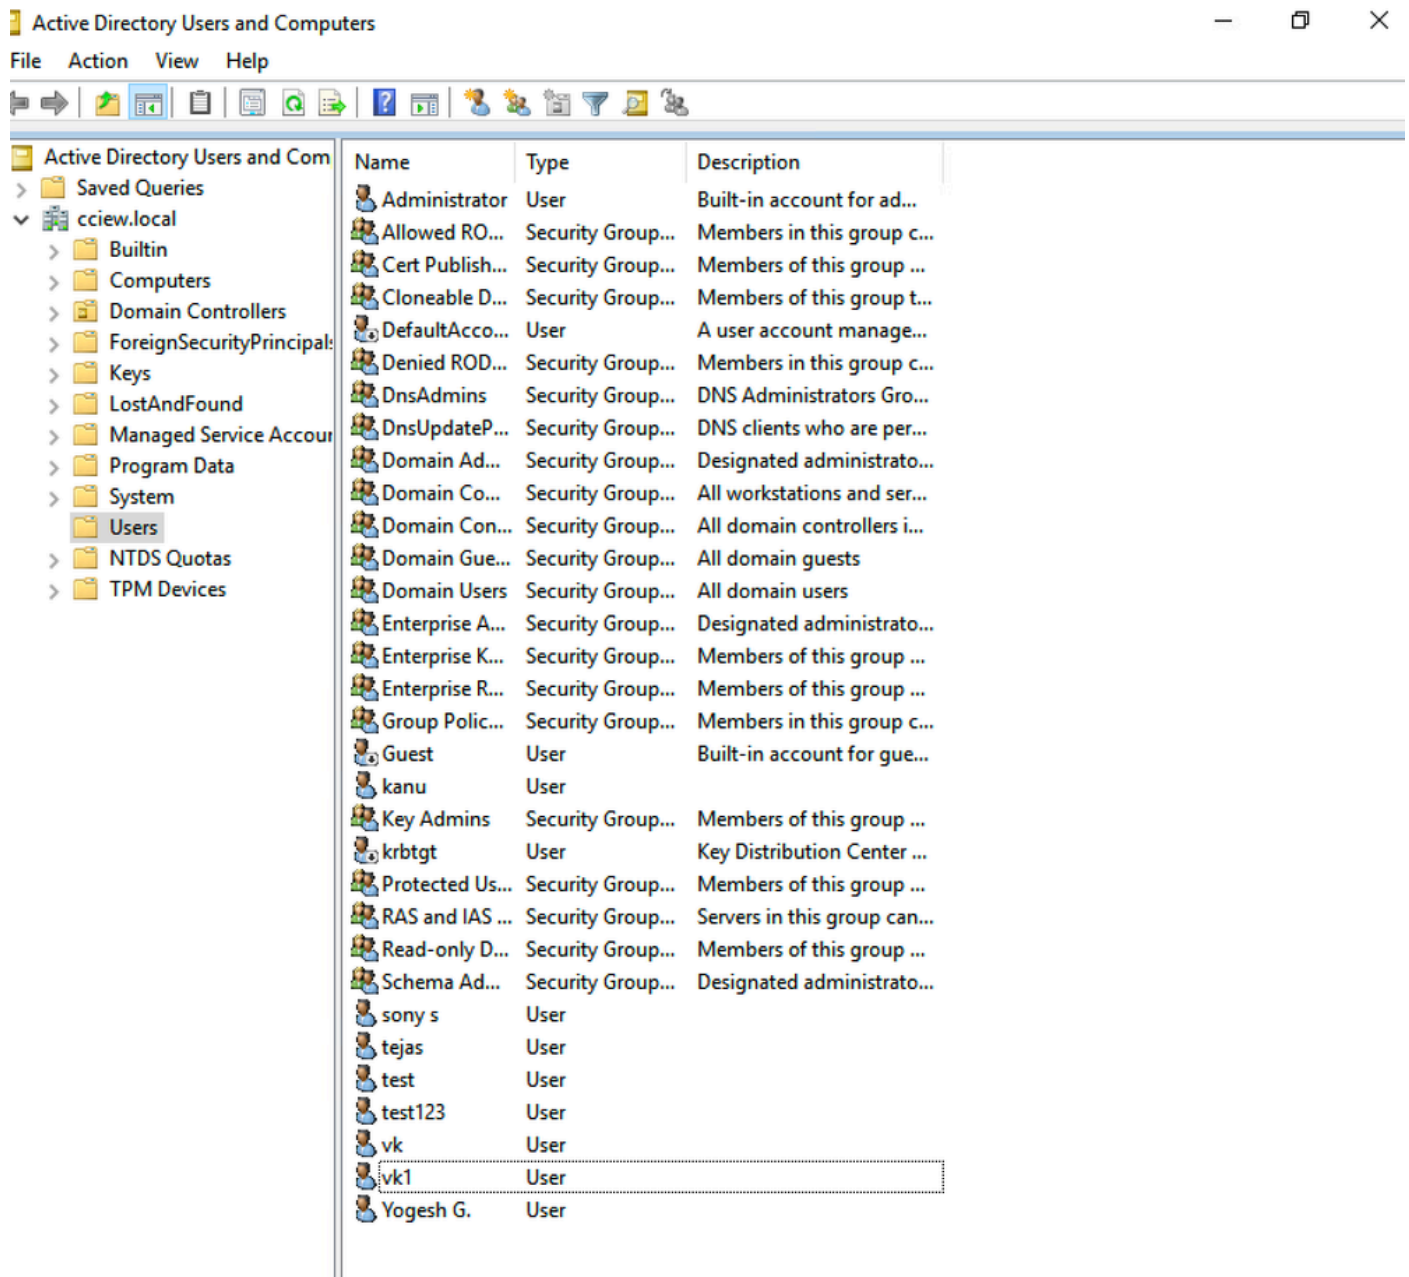 Active Directory Users and Computers
File Action View Help
Active Directory Users and Com
Saved Queries
cciew.local
Builtin
Computers
Domain Controllers
ForeignSecurityPrincipals
Keys
LostAndFound
Managed Service Accour
Program Data
System
Users
NTDS Quotas
TPM Devices
Name Type Description
Administrator User Built-in account for ad...
Allowed RO... Security Group... Members in this group c...
Cert Publish... Security Group... Members of this group ...
Cloneable D... Security Group... Members of this group t...
DefaultAcco... User A user account manage...
Denied ROD... Security Group... Members in this group c...
DnsAdmins Security Group... DNS Administrators Gro...
DnsUpdateP... Security Group... DNS clients who are per...
Domain Ad... Security Group... Designated administrato...
Domain Co... Security Group... All workstations and ser...
Domain Con... Security Group... All domain controllers i...
Domain Gue... Security Group... All domain guests
Domain Users Security Group... All domain users
Enterprise A... Security Group... Designated administrato...
Enterprise K... Security Group... Members of this group ...
Enterprise R... Security Group... Members of this group ...
Group Polic... Security Group... Members in this group c...
Guest User Built-in account for gue...
kanu User
Key Admins Security Group... Members of this group ...
krbtgt User Key Distribution Center ...
Protected Us... Security Group... Members of this group ...
RAS and IAS ... Security Group... Servers in this group can...
Read-only D... Security Group... Members of this group ...
Schema Ad... Security Group... Designated administrato...
sony s User
tejas User
test User
test123 User
vk User
vk1 User
Yogesh G. User